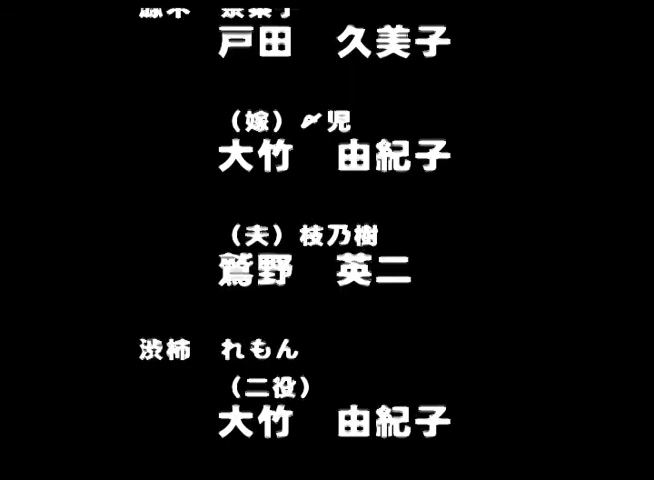 戸田　久美子
（嫁）〆児
大竹　由紀子
（夫）枝乃樹
鷲野　英二
渋柿　れもん
（二役）
大竹　由紀子